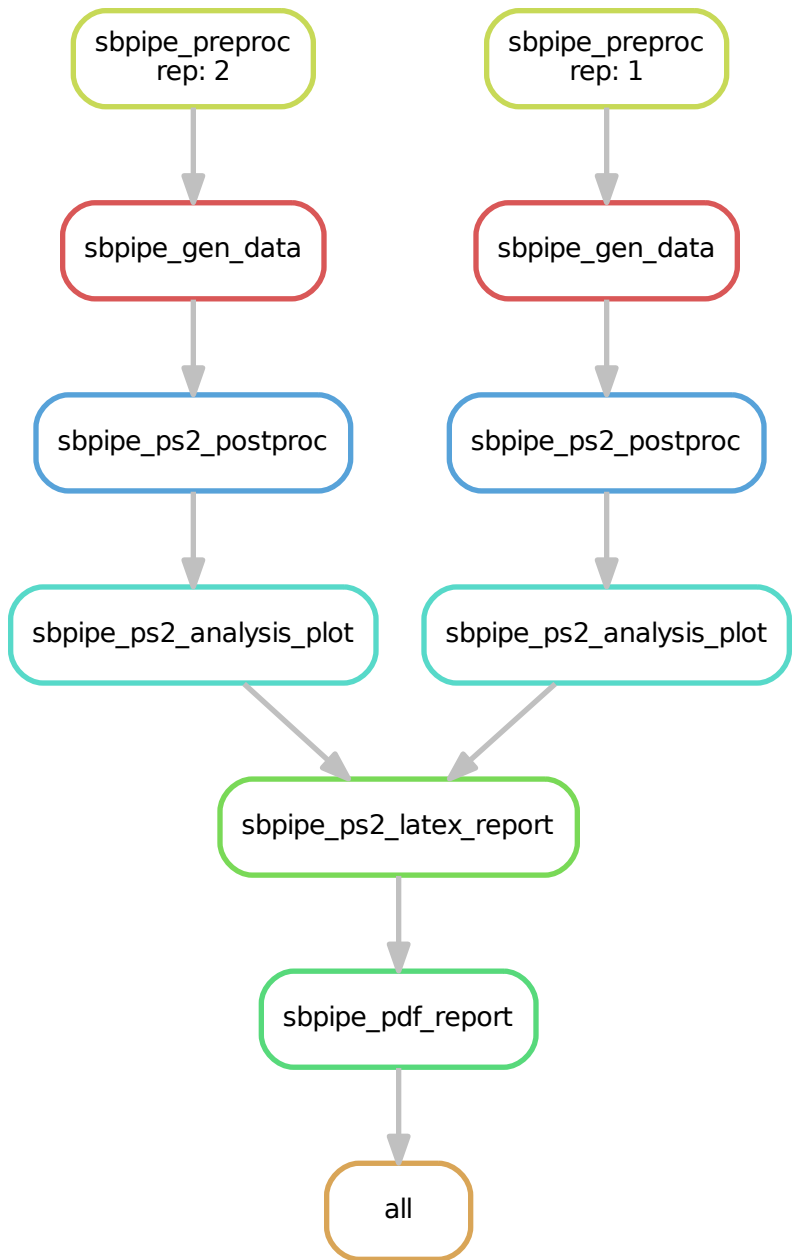 sbpipe_preproc
rep: 2
sbpipe_preproc
rep: 1
sbpipe_gen_data
sbpipe_gen_data
sbpipe_ps2_postproc
sbpipe_ps2_postproc
sbpipe_ps2_analysis_plot
sbpipe_ps2_analysis_plot
sbpipe_ps2_latex_report
sbpipe_pdf_report
all